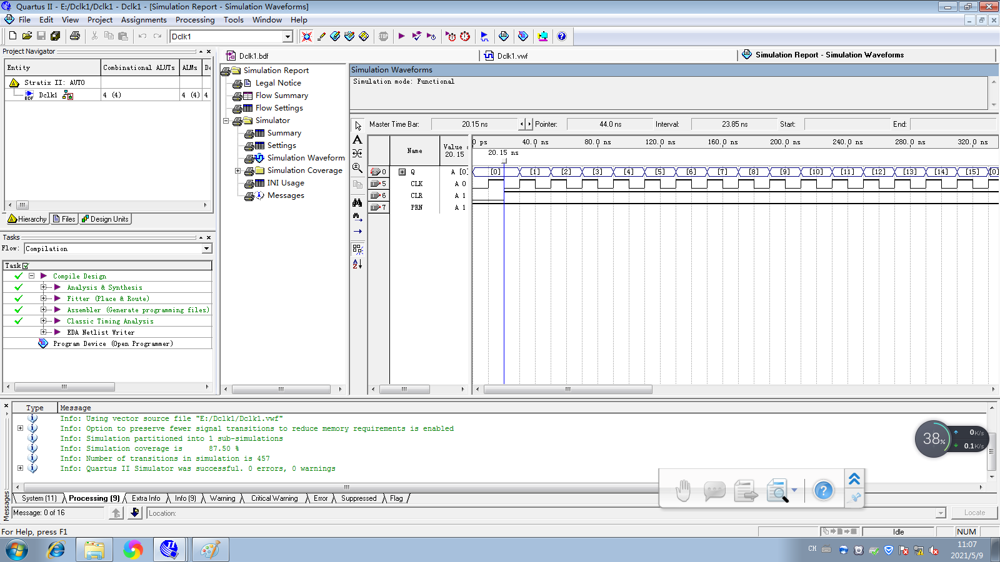 Quartus II - E:/Dclk1/Dclk1 - Dclk1 - [Simulation Report - Simulation Waveforms]
File Edit View Project Assignments Processing Tools Window Help
Dclk1
Project Navigator
Entity Combinational ALUTs ALMs De
Stratix II: AUTO
Dclk1 4 (4) 4 (4) 4
Hierarchy Files Design Units
Tasks
Flow: Compilation
Task
Compile Design
Analysis & Synthesis
Fitter (Place & Route)
Assembler (Generate programming files)
Classic Timing Analysis
EDA Netlist Writer
Program Device (Open Programmer)
Dclk1.bdf Dclk1.vwf Simulation Report - Simulation Waveforms
Simulation Report
Legal Notice
Flow Summary
Flow Settings
Simulator
Summary
Settings
Simulation Waveform
Simulation Coverage
INI Usage
Messages
Simulation Waveforms
Simulation mode: Functional
Master Time Bar: 20.15 ns Pointer: 44.0 ns Interval: 23.85 ns Start: End:
Name Value
20.15
0 ps 40.0 ns 80.0 ns 120.0 ns 160.0 ns 200.0 ns 240.0 ns 280.0 ns 320.0 ns
20.15 ns
0 Q A [0] [0] [1] [2] [3] [4] [5] [6] [7] [8] [9] [10] [11] [12] [13] [14] [15] [0]
5 CLK A 0
6 CLR A 1
7 PRN A 1
Type Message
Info: Using vector source file "E:/Dclk1/Dclk1.vwf"
Info: Option to preserve fewer signal transitions to reduce memory requirements is enabled
Info: Simulation partitioned into 1 sub-simulations
Info: Simulation coverage is 87.50 %
Info: Number of transitions in simulation is 457
Info: Quartus II Simulator was successful. 0 errors, 0 warnings
System (11) Processing (9) Extra Info Info (9) Warning Critical Warning Error Suppressed Flag
Messages
Message: 0 of 16 Location: Locate
38%
0K/s
0.1K/s
For Help, press F1 Idle NUM
CH
11:07
2021/5/9